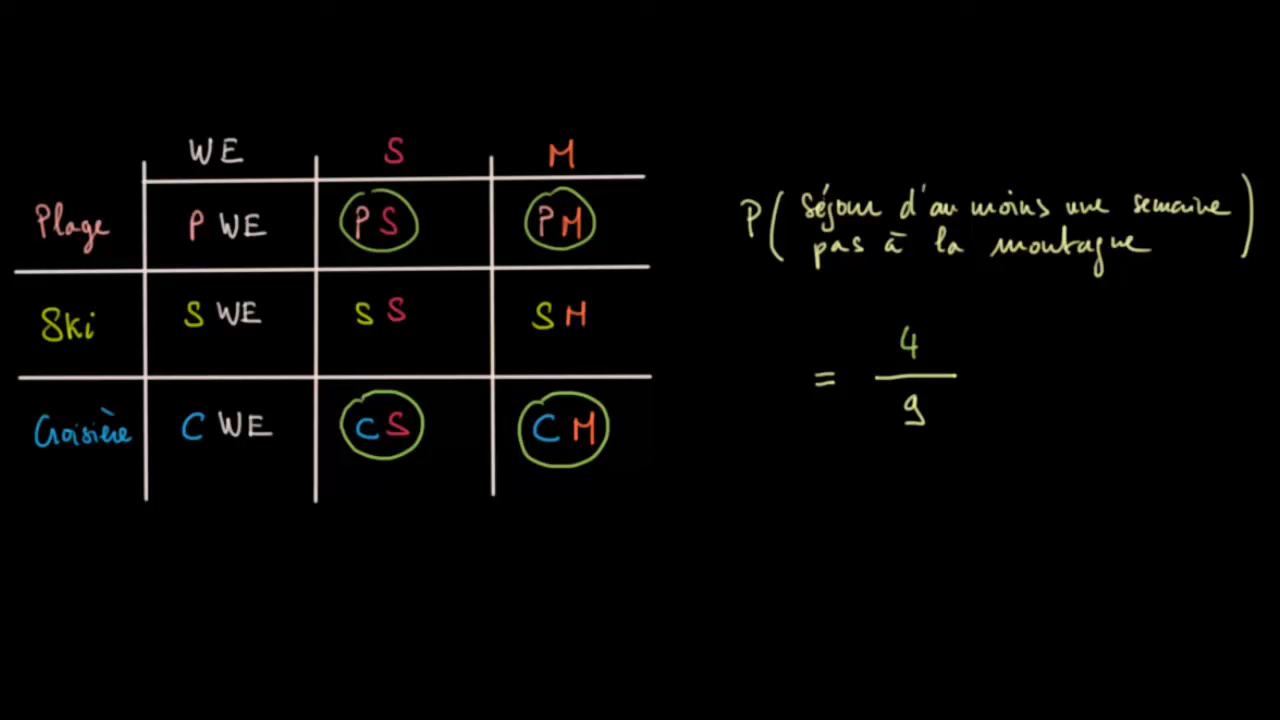 WE S M
Plage P WE P S P M
Ski S WE S S S M
Croisière C WE C S C M
P ( séjour d'au moins une semaine
pas à la montagne )
= 4
9